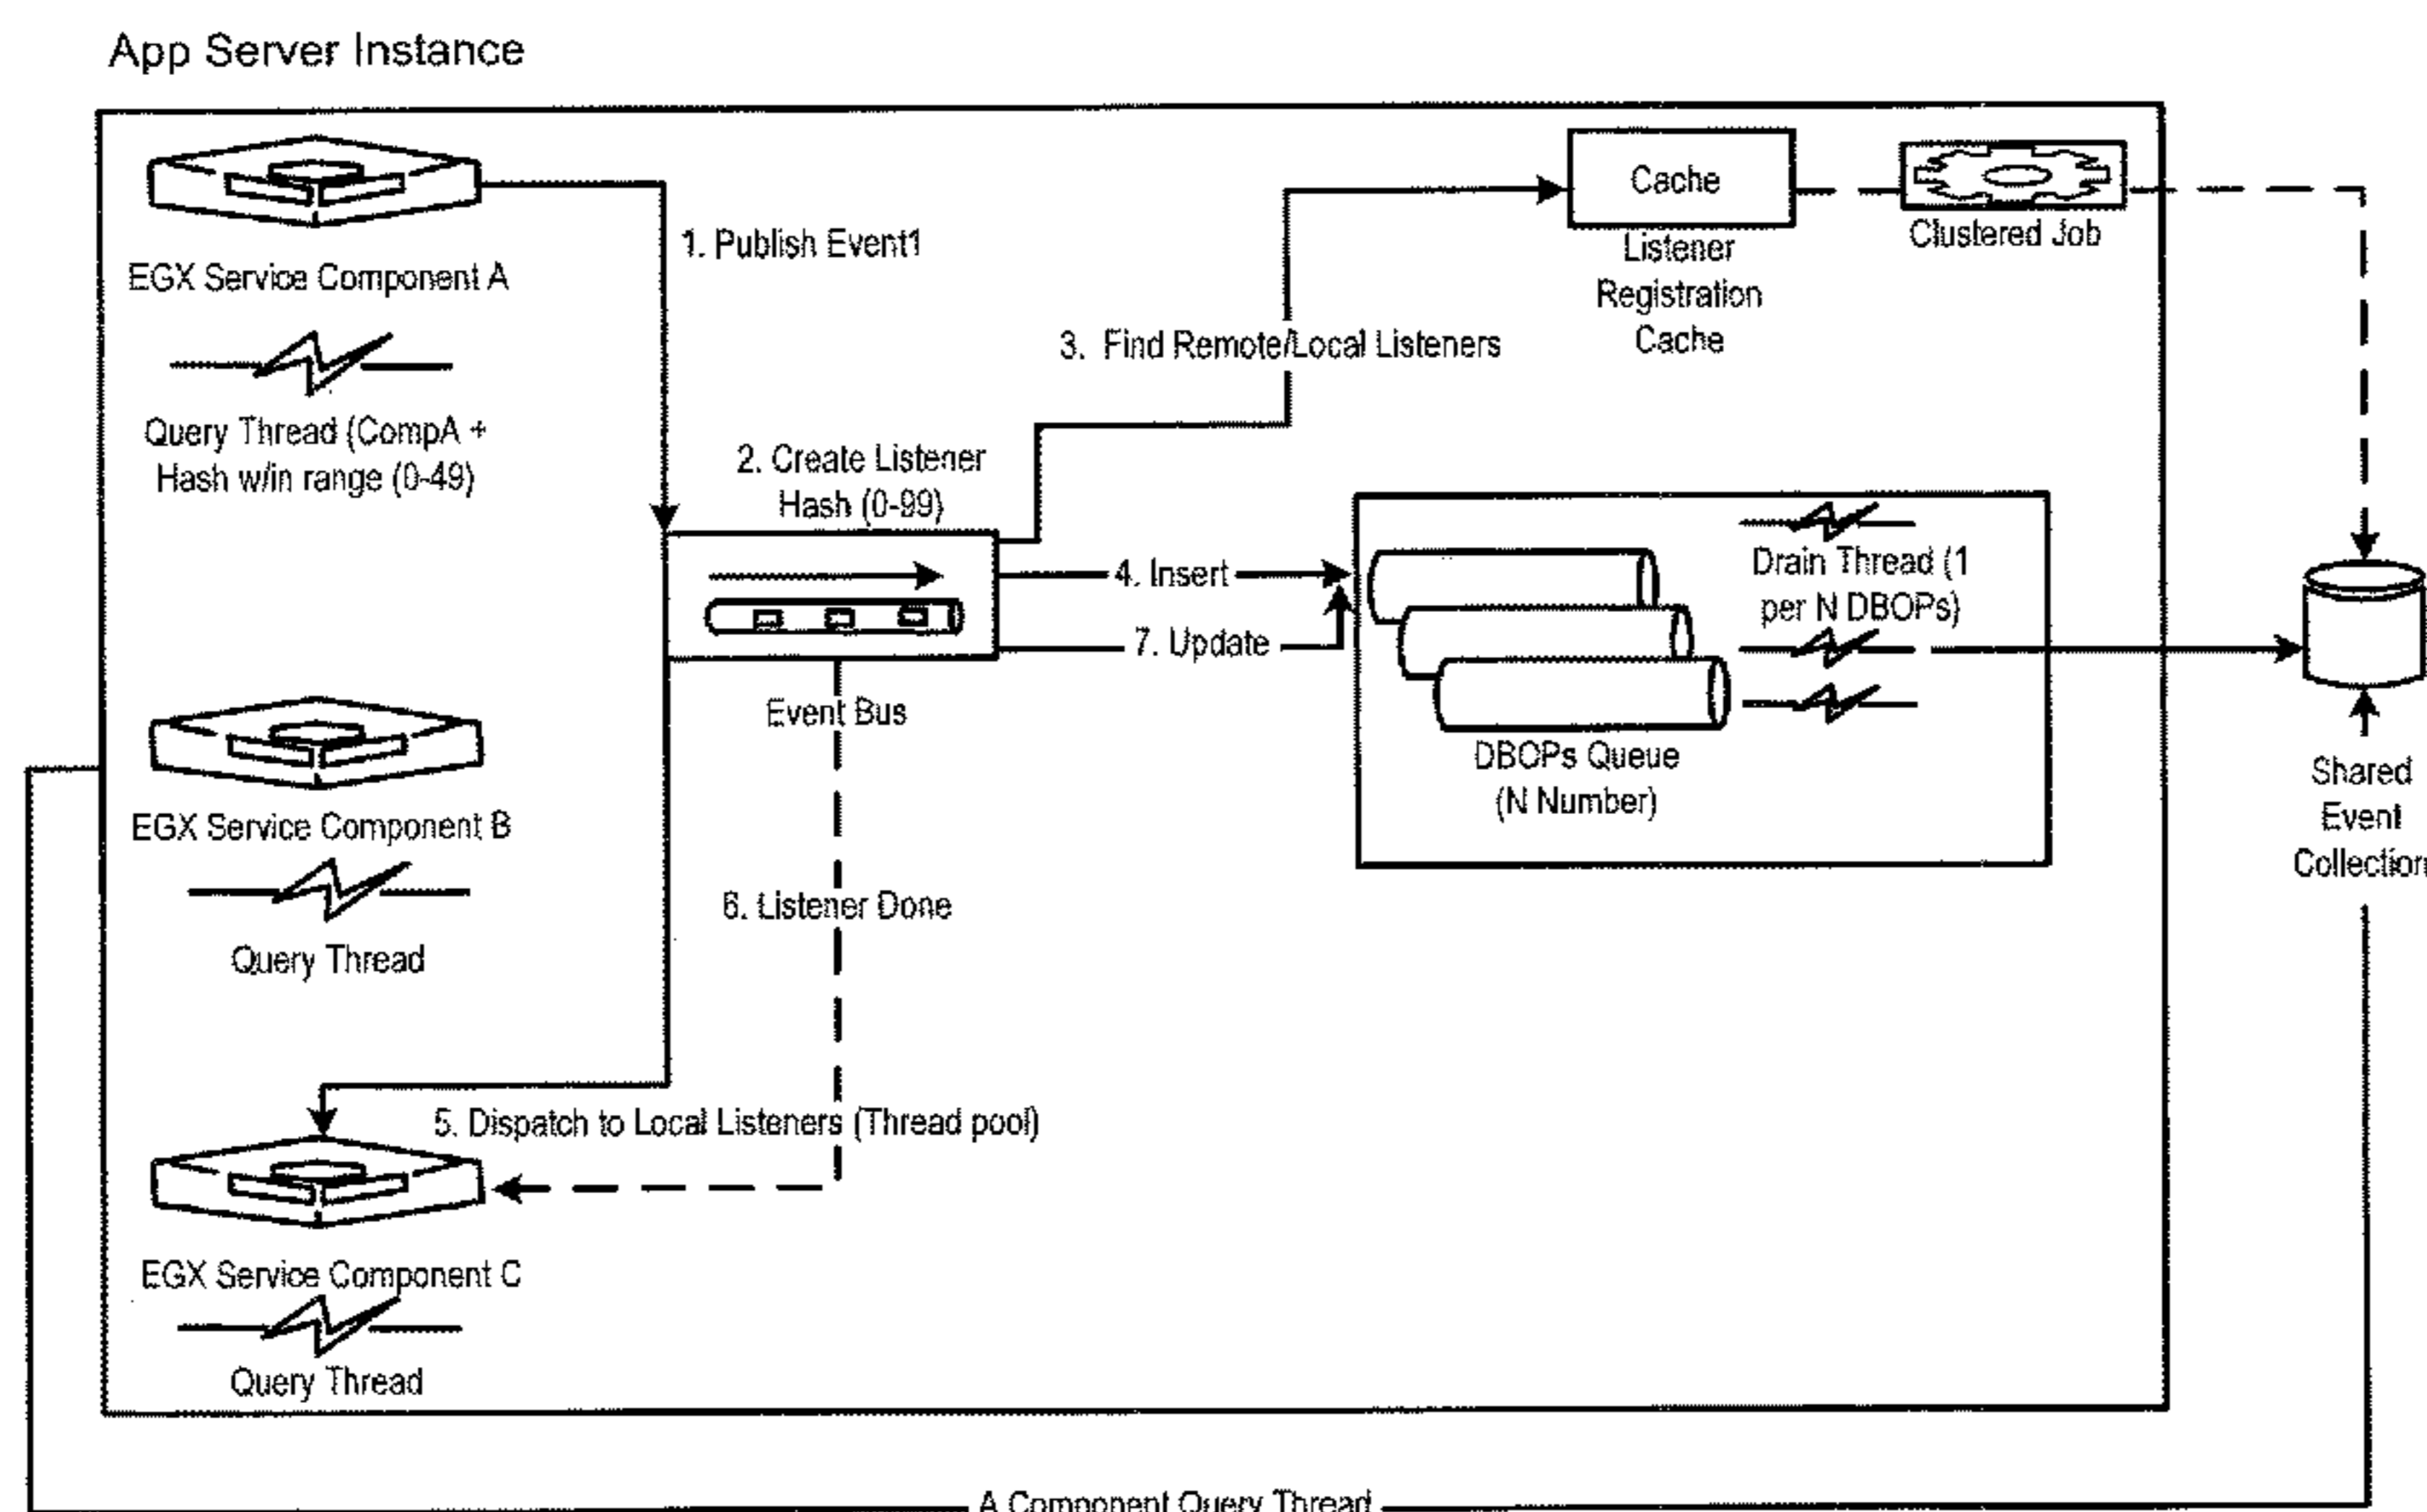 App Server Instance
EGX Service Component A
Query Thread (CompA +
Hash w/in range (0-49)
1. Publish Event1
2. Create Listener
Hash (0-99)
3. Find Remote/Local Listeners
Cache
Listener
Registration
Cache
Clustered Job
4. Insert
7. Update
Event Bus
Drain Thread (1
per N DBOPs)
DBOPs Queue
(N Number)
Shared
Event
Collection
EGX Service Component B
Query Thread
6. Listener Done
5. Dispatch to Local Listeners (Thread pool)
EGX Service Component C
Query Thread
A Component Query Thread